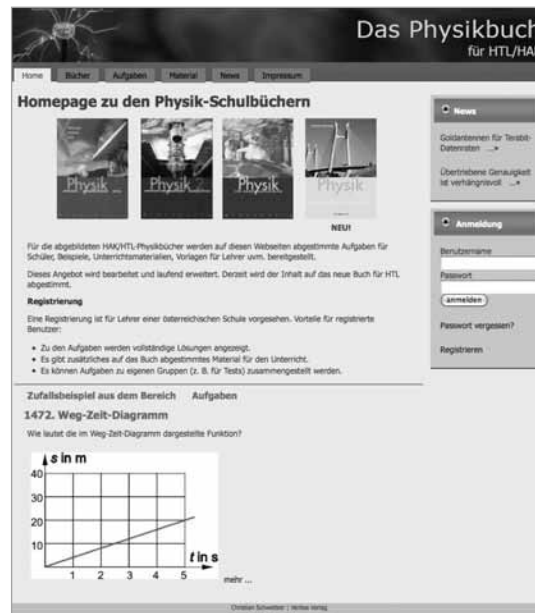 Das Physikbuch
für HTL/HAK
Home Bücher Aufgaben Material News Impressum
Homepage zu den Physik-Schulbüchern
Physik
Physik 2
Physik
Physik
NEU!
Für die abgebildeten HAK/HTL-Physikbücher werden auf diesen Webseiten abgestimmte Aufgaben für
Schüler, Beispiele, Unterrichtsmaterialien, Vorlagen für Lehrer uvm. bereitgestellt.
Dieses Angebot wird bearbeitet und laufend erweitert. Derzeit wird der Inhalt auf das neue Buch für HTL
abgestimmt.
Registrierung
Eine Registrierung ist für Lehrer einer österreichischen Schule vorgesehen. Vorteile für registrierte
Benutzer:
• Zu den Aufgaben werden vollständige Lösungen angezeigt.
• Es gibt zusätzliches auf das Buch abgestimmtes Material für den Unterricht.
• Es können Aufgaben zu eigenen Gruppen (z. B. für Tests) zusammengestellt werden.
Zufallsbeispiel aus dem Bereich Aufgaben
1472. Weg-Zeit-Diagramm
Wie lautet die im Weg-Zeit-Diagramm dargestellte Funktion?
s in m
40
30
20
10
1 2 3 4 5
t in s
mehr ...
News
Goldantennen für Terabit-
Datenraten ...»
Übertriebene Genauigkeit
ist verhängnisvoll ...»
Anmeldung
Benutzername
Passwort
anmelden
Passwort vergessen?
Registrieren
Christian Schweitzer | Veritas Verlag